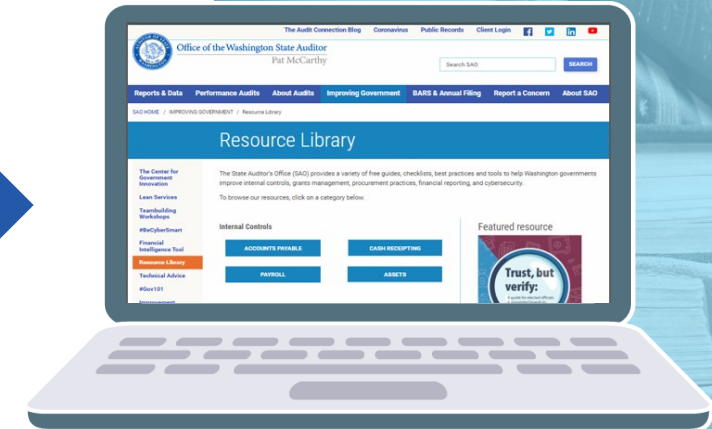 The Audit Connection Blog Coronavirus Public Records Client Login
Office of the Washington State Auditor
Pat McCarthy
Search SAO SEARCH
Reports & Data Performance Audits About Audits Improving Government BARS & Annual Filing Report a Concern About SAO
SAO HOME / IMPROVING GOVERNMENT / Resource Library
Resource Library
The Center for
Government
Innovation
Lean Services
Teambuilding
Workshops
#BeCyberSmart
Financial
Intelligence Tool
Resource Library
Technical Advice
#Gov101
Improvement
The State Auditor's Office (SAO) provides a variety of free guides, checklists, best practices and tools to help Washington governments
improve internal controls, grants management, procurement practices, financial reporting, and cybersecurity.
To browse our resources, click on a category below.
Internal Controls
ACCOUNTS PAYABLE CASH RECEIPTING
PAYROLL ASSETS
Featured resource
Trust, but
verify:
A guide for elected officials